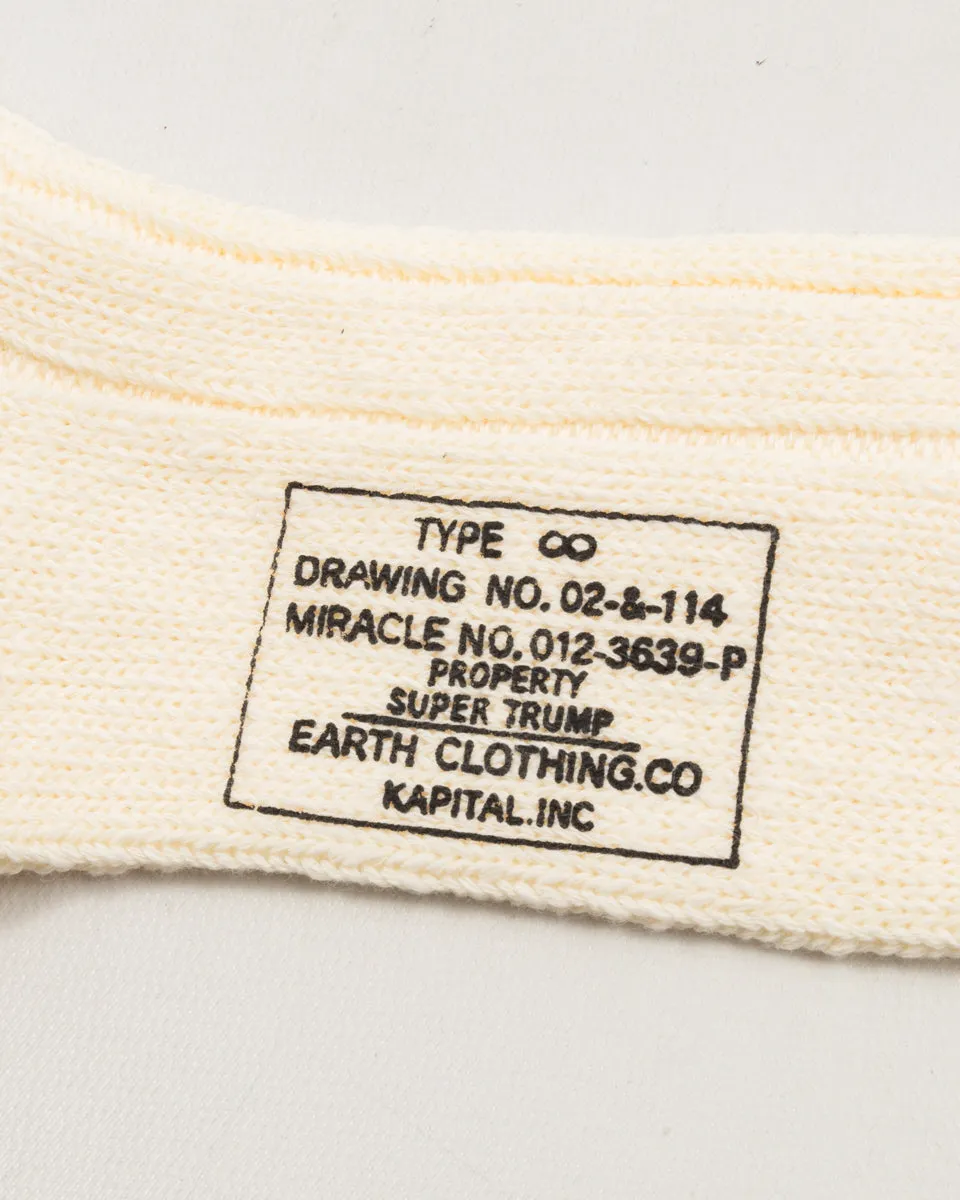 TYPE ∞
DRAWING NO. 02-&-114
MIRACLE NO. 012-3639-P
PROPERTY
SUPER TRUMP
EARTH CLOTHING.CO
KAPITAL.INC